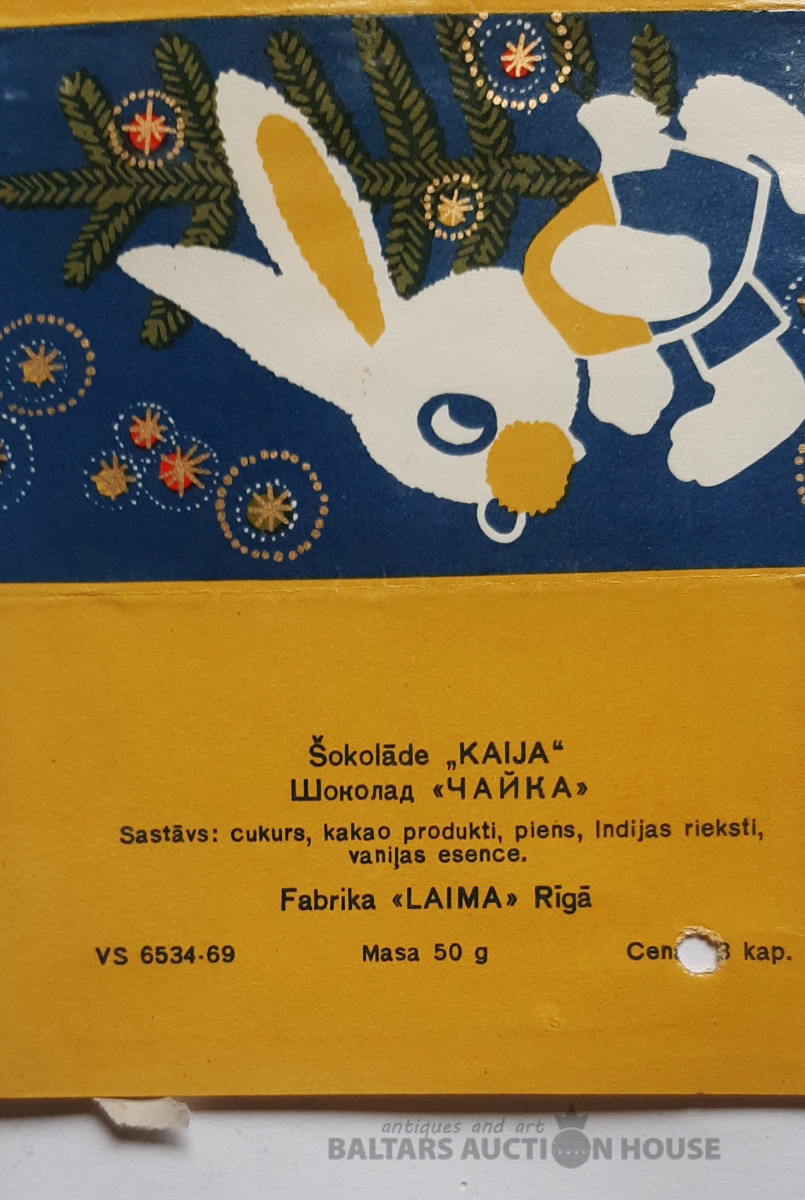 Šokolāde „KAIJA“
Шоколад «ЧАЙКА»
Sastāvs: cukurs, kakao produkti, piens, Indijas rieksti,
vaniļas esence.
Fabrika «LAIMA» Rīgā
VS 6534-69 Masa 50 g kap.
antiques and art
BALTARS AUCTION HOUSE